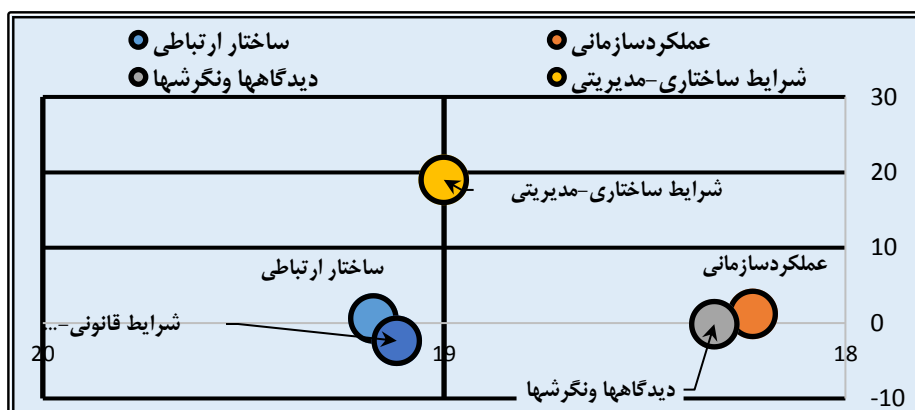 عملکردسازمانی ساختار ارتباطی
شرایط ساختاری-مدیریتی دیدگاهها ونگرشها
30
20
شرایط ساختاری-مدیریتی
10
عملکردسازمانی
ساختار ارتباطی
شرایط قانونی-...
0
18 19 20
دیدگاهها ونگرشها
-10